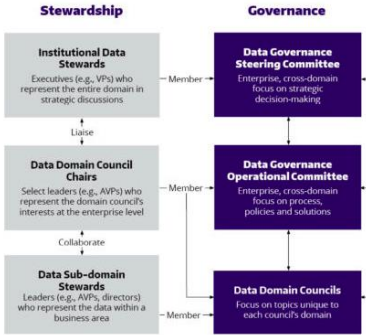 Stewardship
Governance
Institutional Data
Stewards
Executives (e.g., VPs) who
represent the entire domain in
strategic discussions
Member
Data Governance
Steering Committee
Enterprise, cross-domain
focus on strategic
decision-making
Liaise
Data Domain Council
Chairs
Select leaders (e.g., AVPs) who
represent the domain council's
interests at the enterprise level
Member
Data Governance
Operational Committee
Enterprise, cross-domain
focus on process,
policies and solutions
Collaborate
Data Sub-domain
Stewards
Leaders (e.g., AVPs, directors)
who represent the data within a
business area
Member
Data Domain Councils
Focus on topics unique to
each council's domain